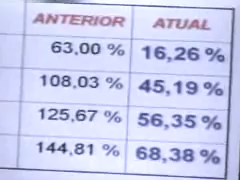 ANTERIOR ATUAL
63,00 % 16,26 %
108,03 % 45,19 %
125,67 % 56,35 %
144,81 % 68,38 %